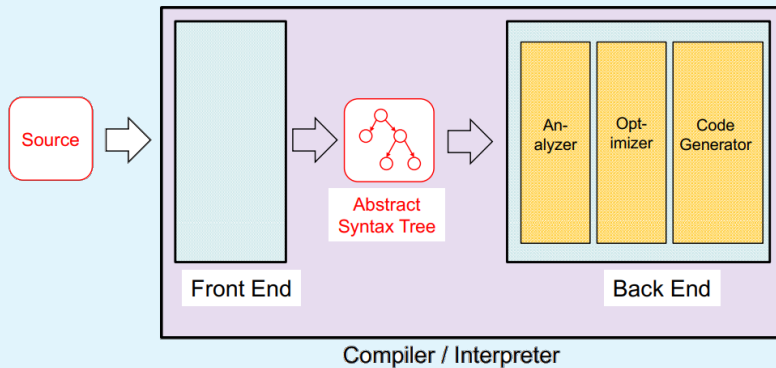 Source
Abstract
Syntax Tree
An-
alyzer
Opt-
imizer
Code
Generator
Front End
Back End
Compiler / Interpreter